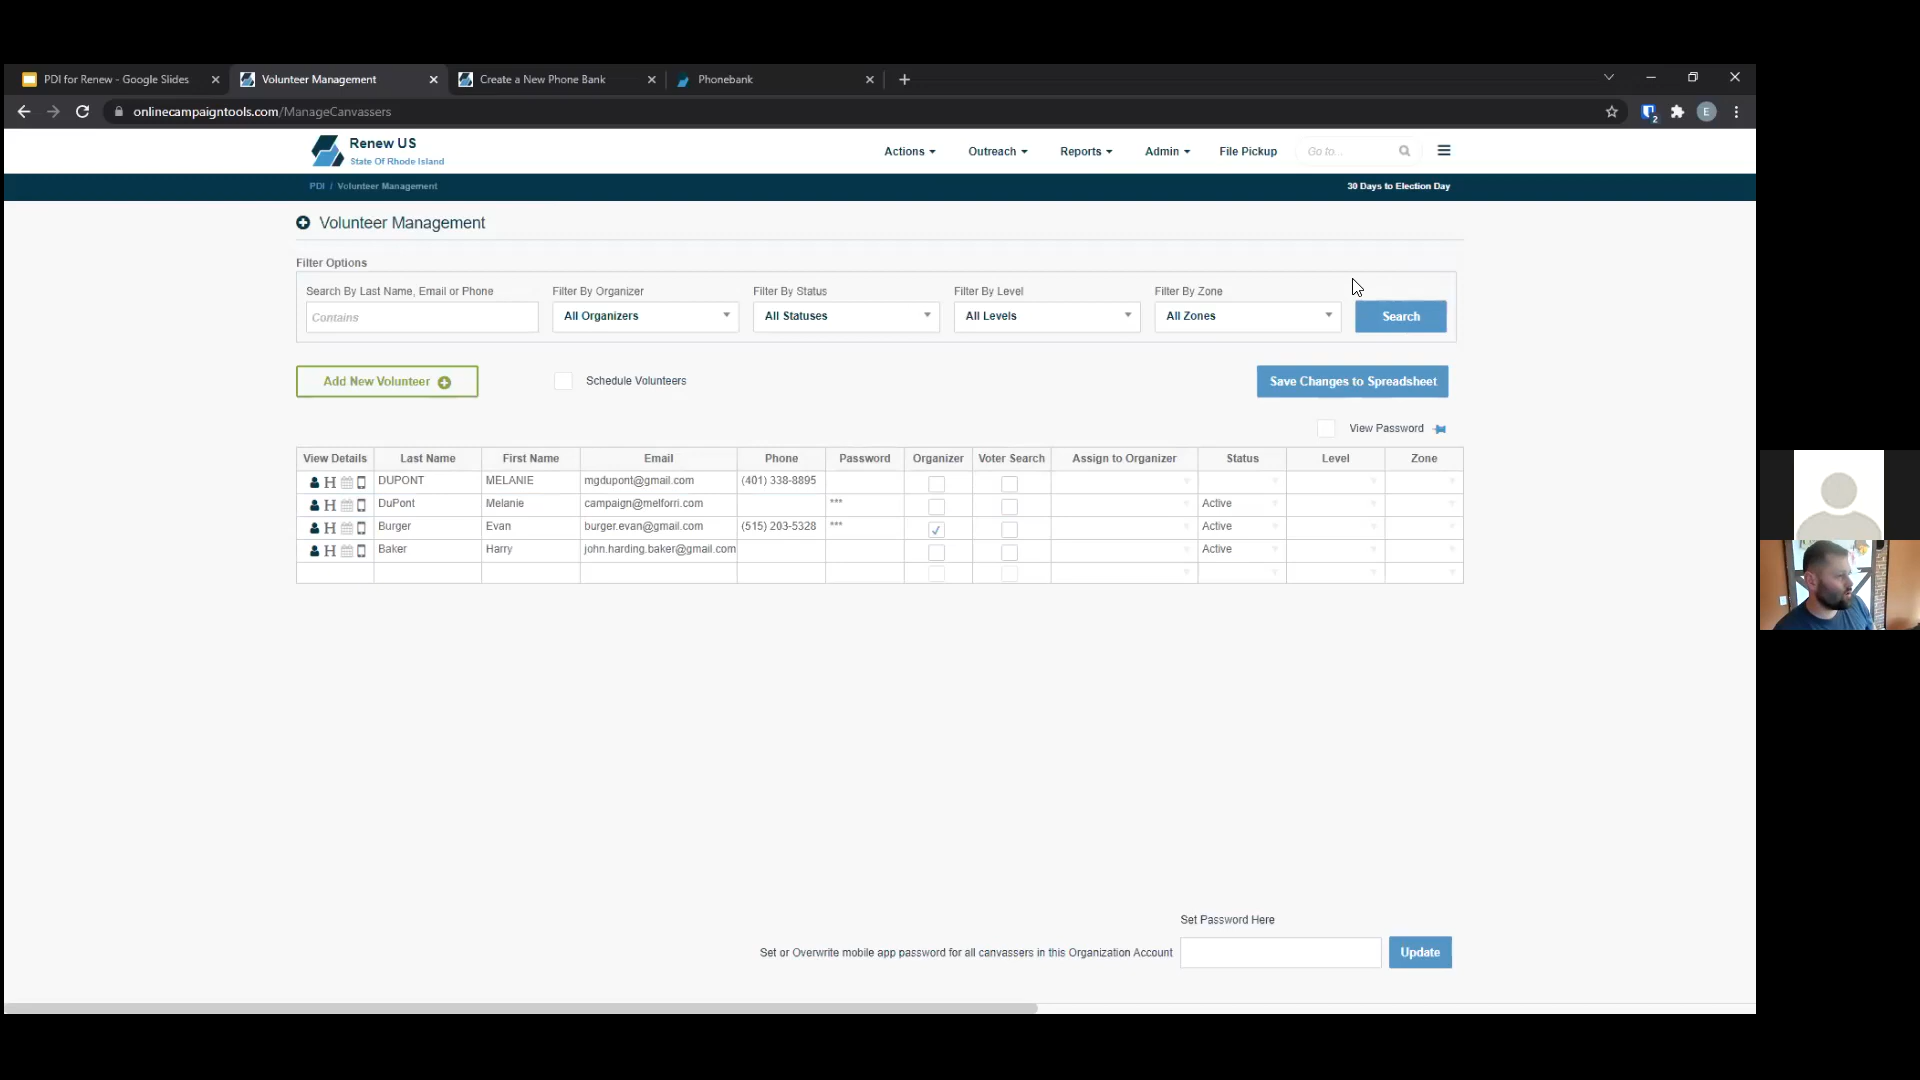 PDI for Renew - Google Slides
Volunteer Management
Create a New Phone Bank
Phonebank
onlinecampaigntools.com/ManageCanvassers
2
E
Renew US
State Of Rhode Island
Actions
Outreach
Reports
Admin
File Pickup
Go to...
PDI / Volunteer Management
30 Days to Election Day
Volunteer Management
Filter Options
Search By Last Name, Email or Phone
Filter By Organizer
Filter By Status
Filter By Level
Filter By Zone
Contains
All Organizers
All Statuses
All Levels
All Zones
Search
Add New Volunteer
Schedule Volunteers
Save Changes to Spreadsheet
View Password
View Details Last Name First Name Email Phone Password Organizer Voter Search Assign to Organizer Status Level Zone
H DUPONT MELANIE mgdupont@gmail.com (401) 338-8895
H DuPont Melanie campaign@melforri.com *** Active
H Burger Evan burger.evan@gmail.com (515) 203-5328 *** Active
H Baker Harry john.harding.baker@gmail.com Active
Set Password Here
Set or Overwrite mobile app password for all canvassers in this Organization Account
Update